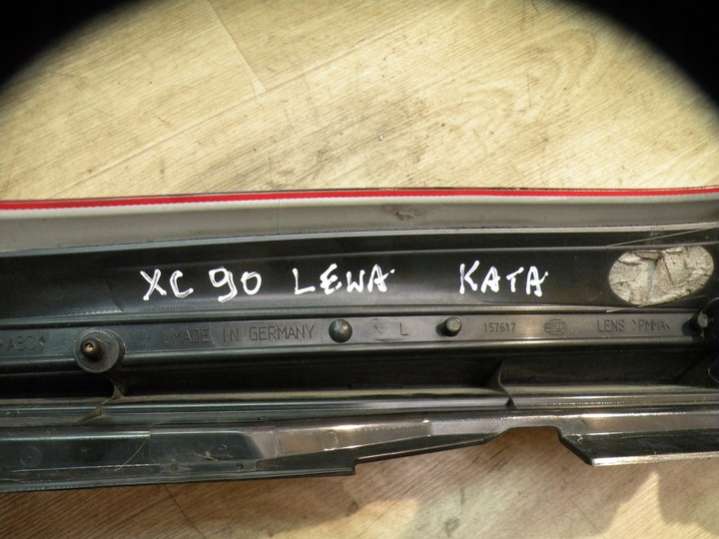 XC 90 LEWA KATA
MADE IN GERMANY L 157617 LENS >PMMA<